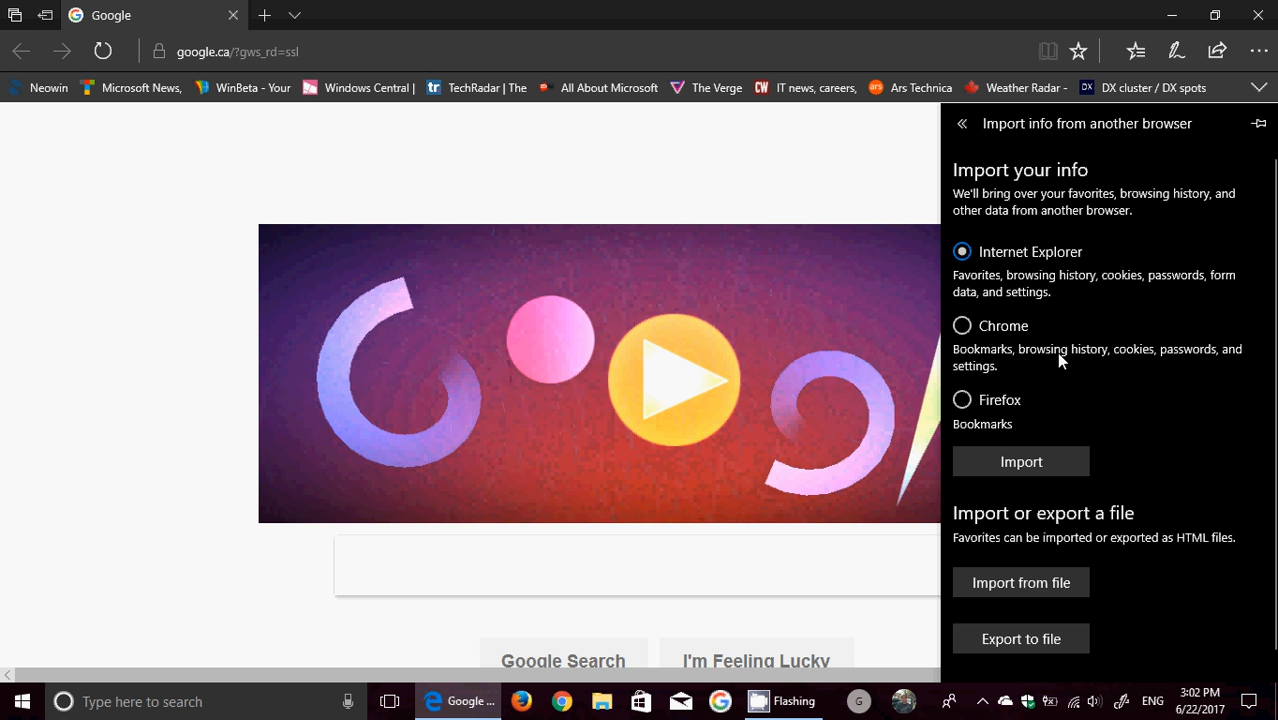 Google
google.ca/?gws_rd=ssl
Neowin Microsoft News, WinBeta - Your Windows Central | tr TechRadar | The All About Microsoft The Verge CW IT news, careers, ars Ars Technica Weather Radar - DX DX cluster / DX spots
Import info from another browser
Import your info
We'll bring over your favorites, browsing history, and
other data from another browser.
Internet Explorer
Favorites, browsing history, cookies, passwords, form
data, and settings.
Chrome
Bookmarks, browsing history, cookies, passwords, and
settings.
Firefox
Bookmarks
Import
Import or export a file
Favorites can be imported or exported as HTML files.
Import from file
Export to file
Google Search I'm Feeling Lucky
Type here to search
Google ...
Flashing
G
ENG
3:02 PM
6/22/2017